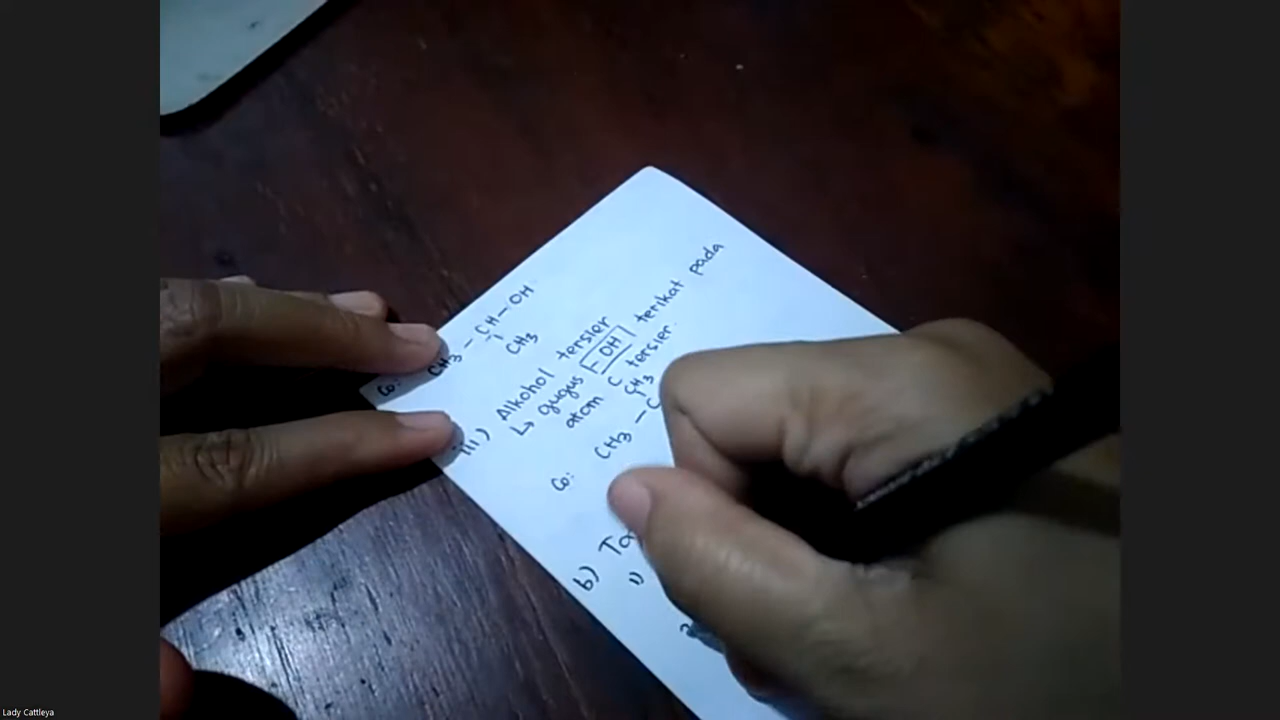 Co: CH3 - CH - OH
CH3
iii) Alkohol tersier
↳ gugus -OH terikat pada
atom C tersier.
CH3
Co: CH3 - C
b)
1)
Lady Cattleya